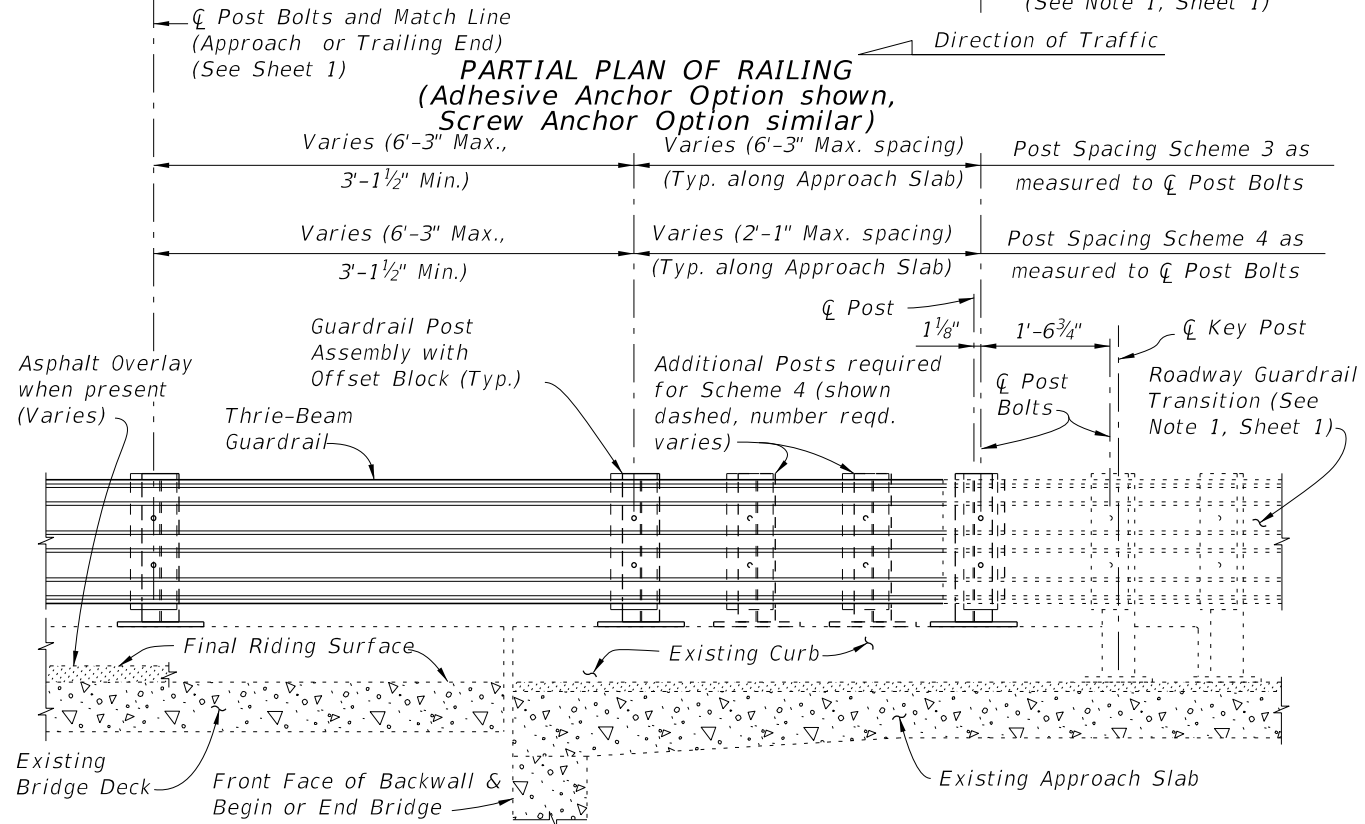 ℄ Post Bolts and Match Line
(Approach or Trailing End)
(See Sheet 1)
(See Note 1, Sheet 1)
Direction of Traffic
PARTIAL PLAN OF RAILING
(Adhesive Anchor Option shown,
Screw Anchor Option similar)
Varies (6'-3" Max.,
3'-1½" Min.)
Varies (6'-3" Max. spacing)
(Typ. along Approach Slab)
Post Spacing Scheme 3 as
measured to ℄ Post Bolts
Varies (6'-3" Max.,
3'-1½" Min.)
Varies (2'-1" Max. spacing)
(Typ. along Approach Slab)
Post Spacing Scheme 4 as
measured to ℄ Post Bolts
℄ Post
1⅛"
1'-6¾"
℄ Key Post
Guardrail Post
Assembly with
Offset Block (Typ.)
Asphalt Overlay
when present
(Varies)
Thrie-Beam
Guardrail
Additional Posts required
for Scheme 4 (shown
dashed, number reqd.
varies)
℄ Post
Bolts
Roadway Guardrail
Transition (See
Note 1, Sheet 1)
Final Riding Surface
Existing Curb
Existing
Bridge Deck
Front Face of Backwall &
Begin or End Bridge
Existing Approach Slab